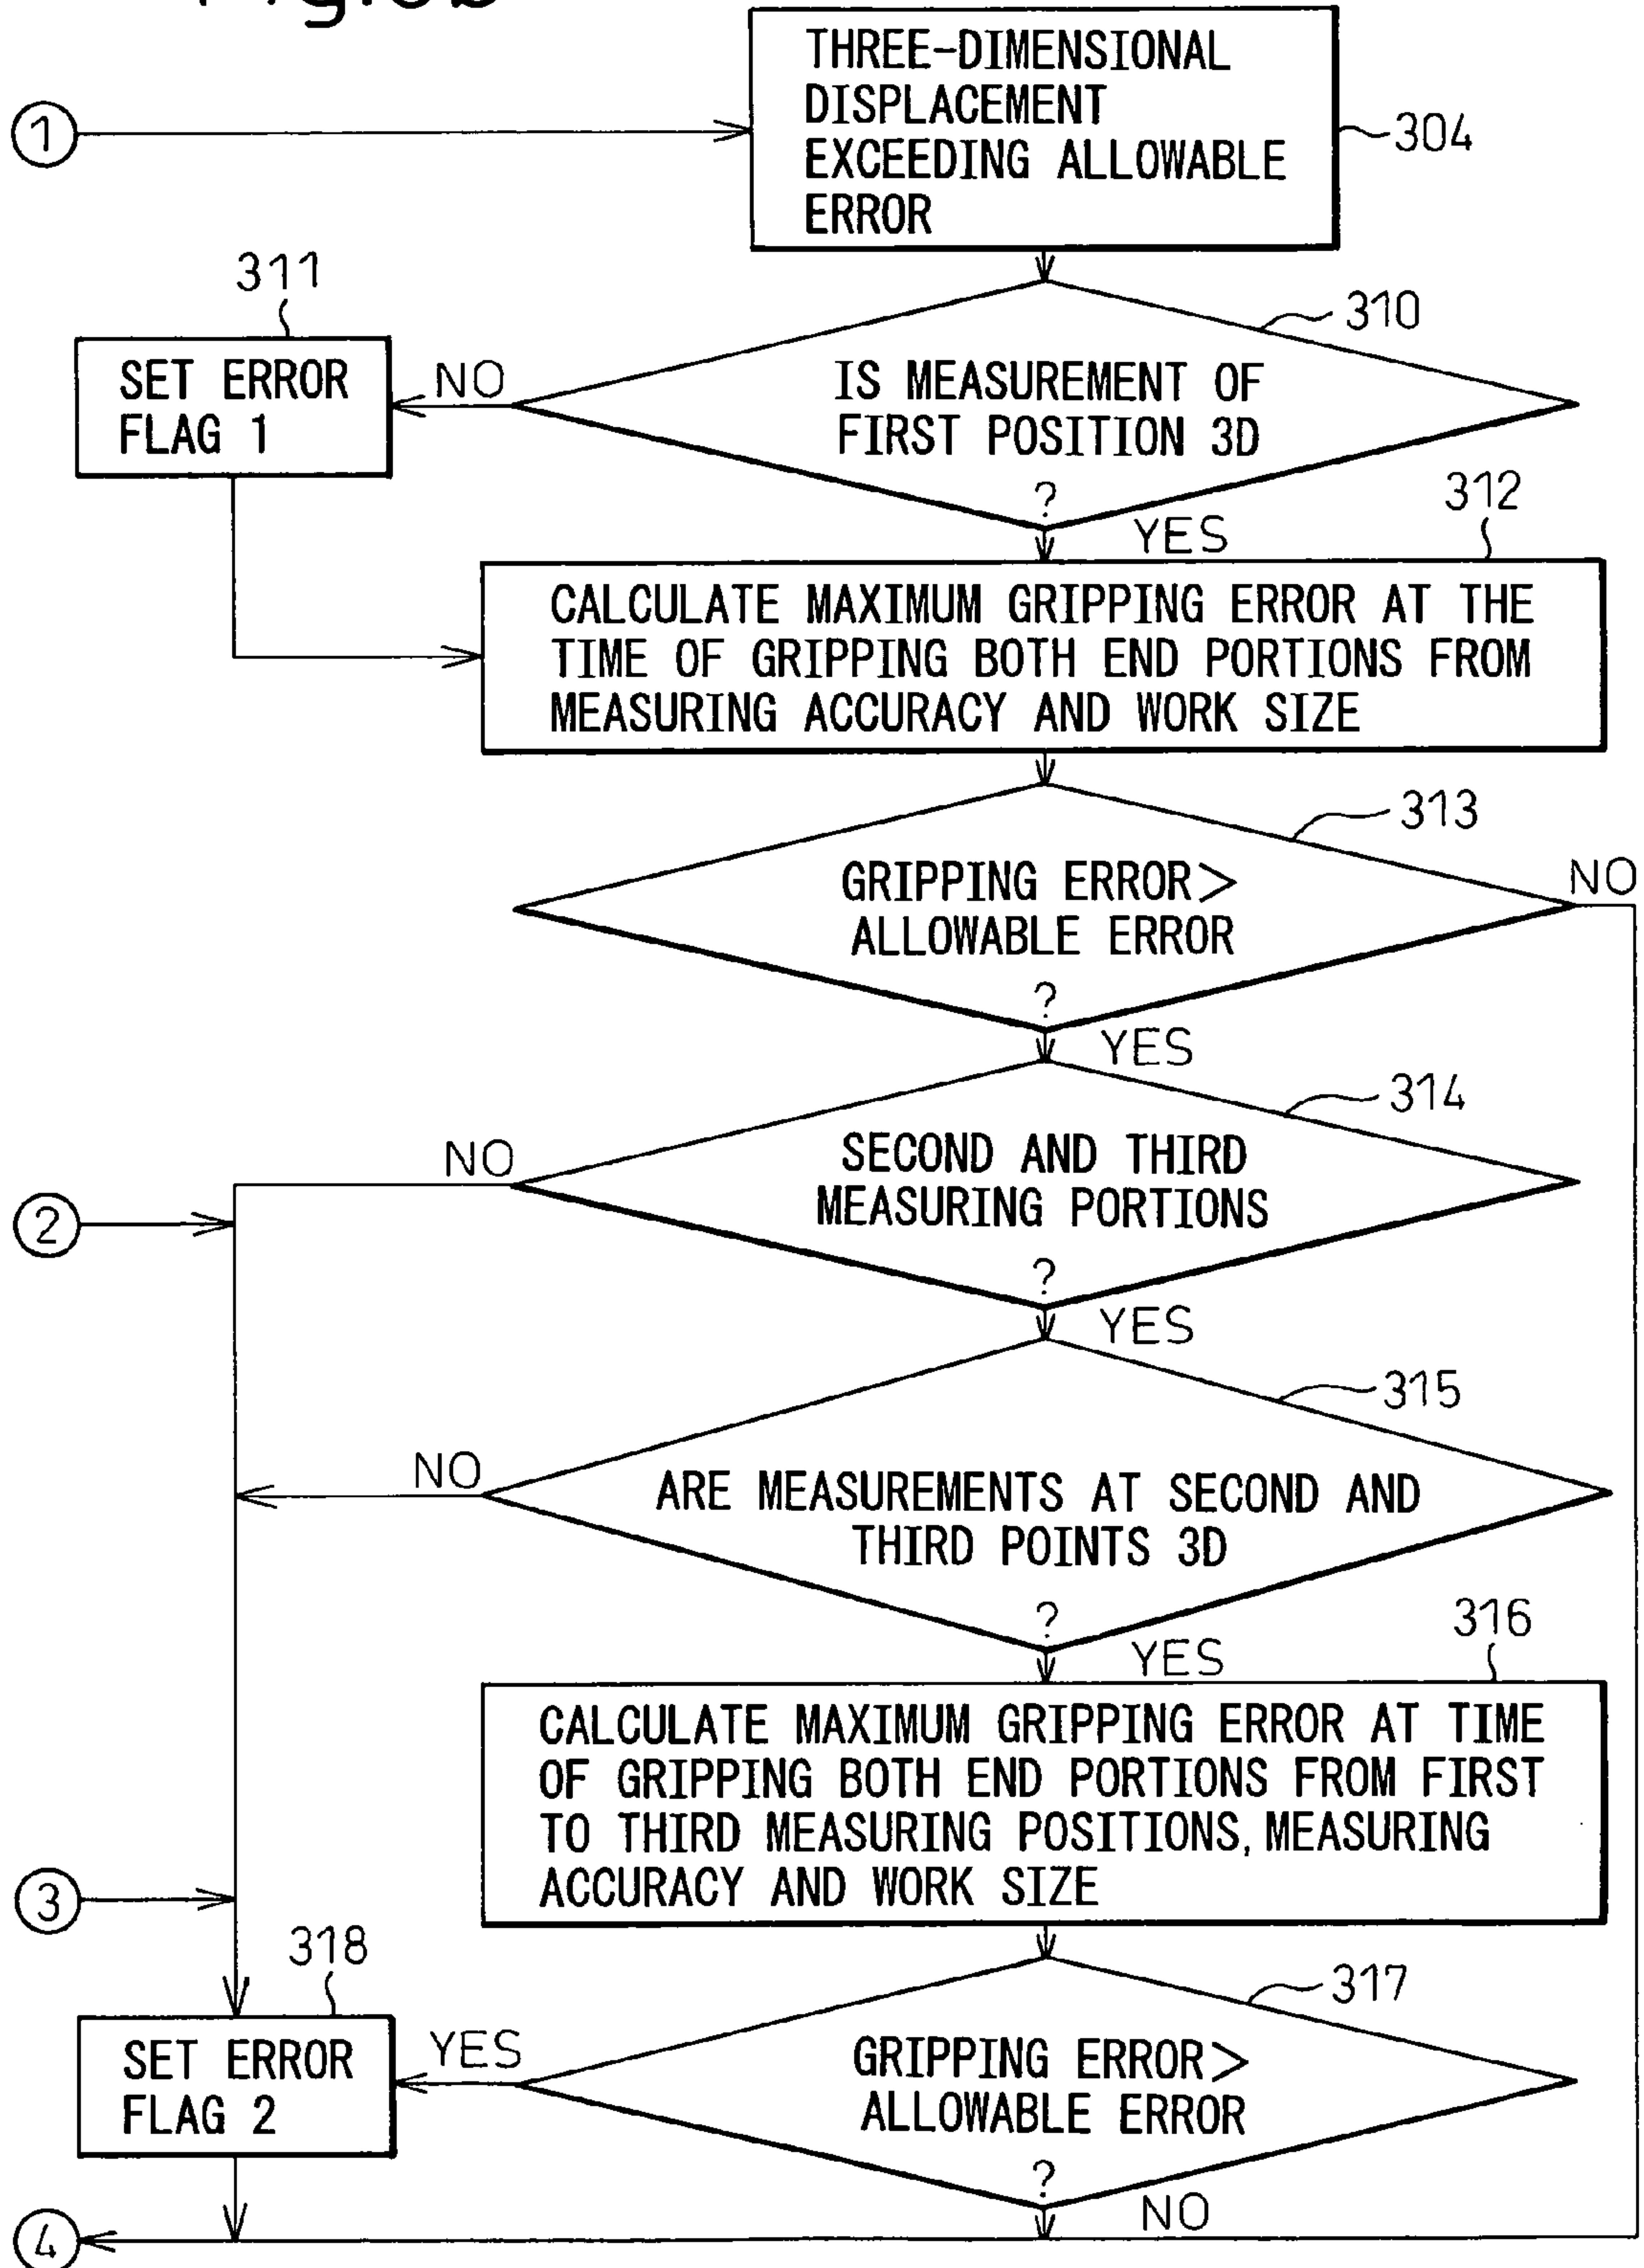 ①
THREE-DIMENSIONAL
DISPLACEMENT
EXCEEDING ALLOWABLE
ERROR
304
311
310
SET ERROR
FLAG 1
NO
IS MEASUREMENT OF
FIRST POSITION 3D
?
312
YES
CALCULATE MAXIMUM GRIPPING ERROR AT THE
TIME OF GRIPPING BOTH END PORTIONS FROM
MEASURING ACCURACY AND WORK SIZE
313
GRIPPING ERROR>
ALLOWABLE ERROR
?
NO
YES
314
NO
SECOND AND THIRD
MEASURING PORTIONS
?
②
YES
315
NO
ARE MEASUREMENTS AT SECOND AND
THIRD POINTS 3D
?
316
YES
CALCULATE MAXIMUM GRIPPING ERROR AT TIME
OF GRIPPING BOTH END PORTIONS FROM FIRST
TO THIRD MEASURING POSITIONS, MEASURING
ACCURACY AND WORK SIZE
③
318
317
SET ERROR
FLAG 2
YES
GRIPPING ERROR>
ALLOWABLE ERROR
?
NO
④